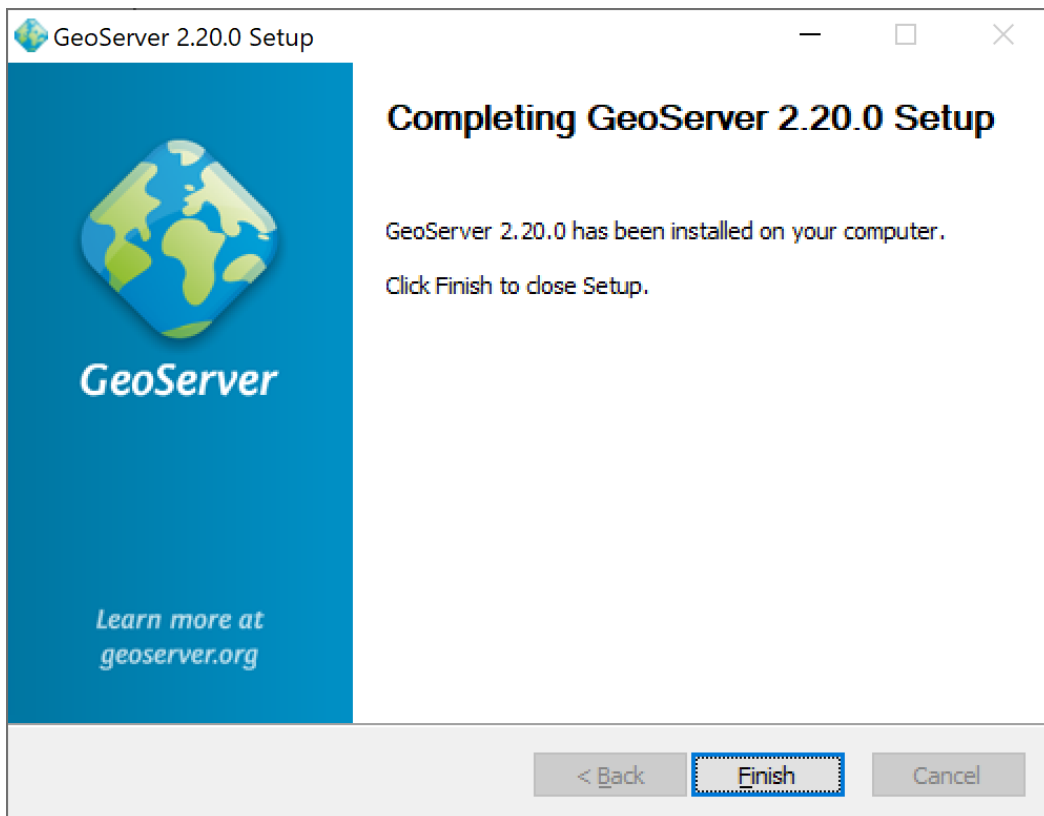 GeoServer 2.20.0 Setup
Completing GeoServer 2.20.0 Setup
GeoServer 2.20.0 has been installed on your computer.
Click Finish to close Setup.
GeoServer
Learn more at
geoserver.org
< Back
Finish
Cancel